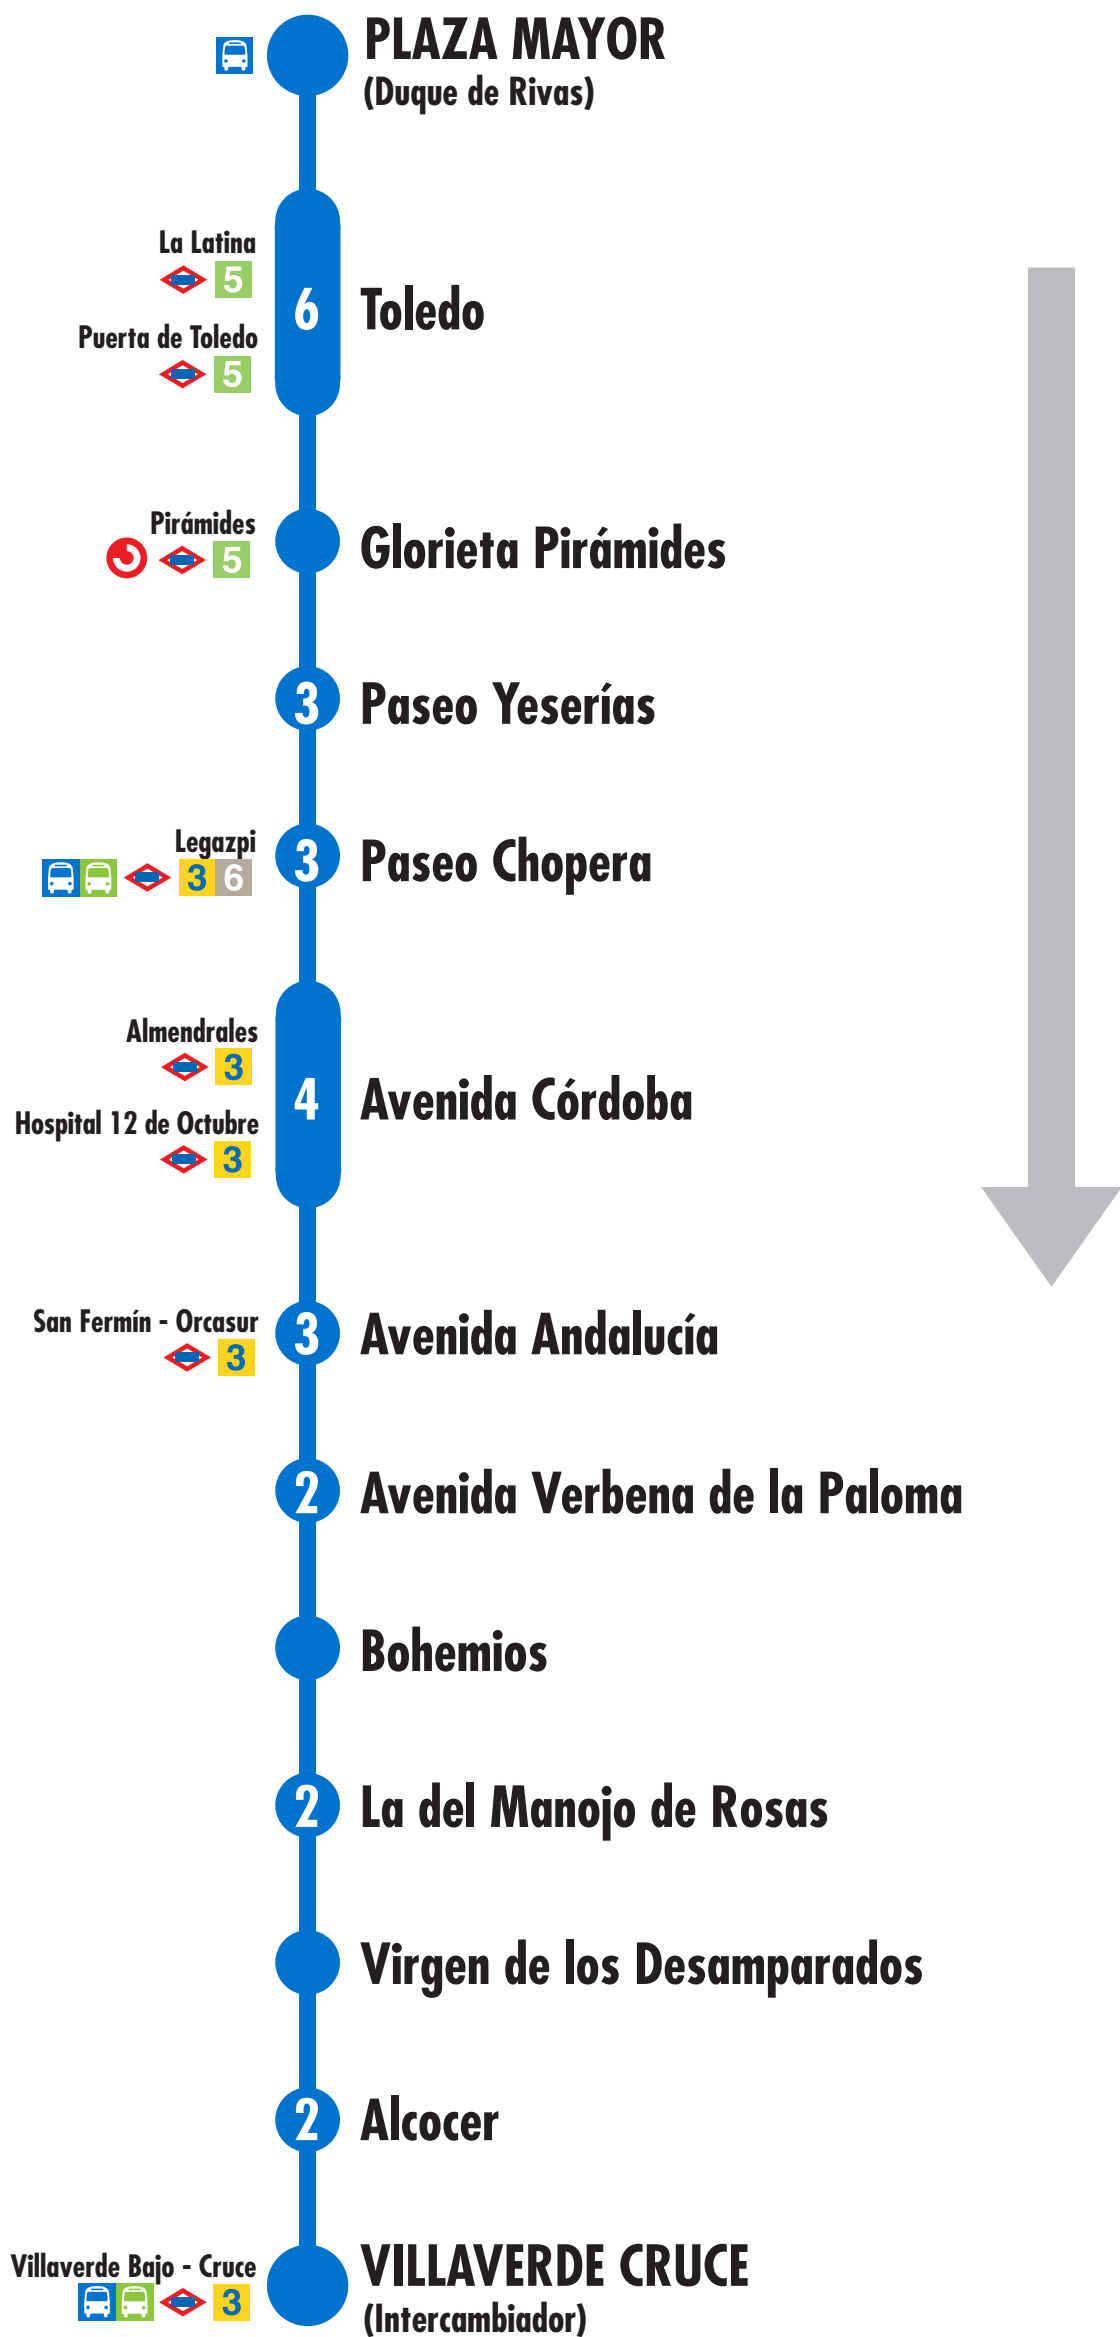 PLAZA MAYOR
(Duque de Rivas)
La Latina
5
6 Toledo
Puerta de Toledo
5
Pirámides
5
Glorieta Pirámides
3 Paseo Yeserías
Legazpi
3 6
3 Paseo Chopera
Almendrales
3
4 Avenida Córdoba
Hospital 12 de Octubre
3
San Fermín - Orcasur
3
3 Avenida Andalucía
2 Avenida Verbena de la Paloma
Bohemios
2 La del Manojo de Rosas
Virgen de los Desamparados
2 Alcocer
Villaverde Bajo - Cruce
3
VILLAVERDE CRUCE
(Intercambiador)